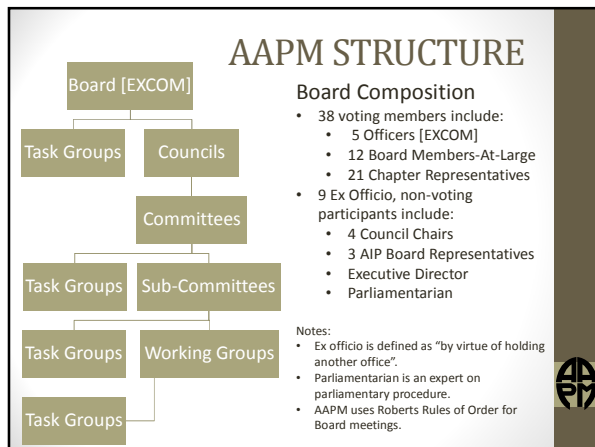 AAPM STRUCTURE
Board [EXCOM]
Task Groups
Councils
Committees
Task Groups
Sub-Committees
Task Groups
Working Groups
Task Groups
Board Composition
• 38 voting members include:
• 5 Officers [EXCOM]
• 12 Board Members-At-Large
• 21 Chapter Representatives
• 9 Ex Officio, non-voting
participants include:
• 4 Council Chairs
• 3 AIP Board Representatives
• Executive Director
• Parliamentarian
Notes:
• Ex officio is defined as “by virtue of holding
another office”.
• Parliamentarian is an expert on
parliamentary procedure.
• AAPM uses Roberts Rules of Order for
Board meetings.
AAPM